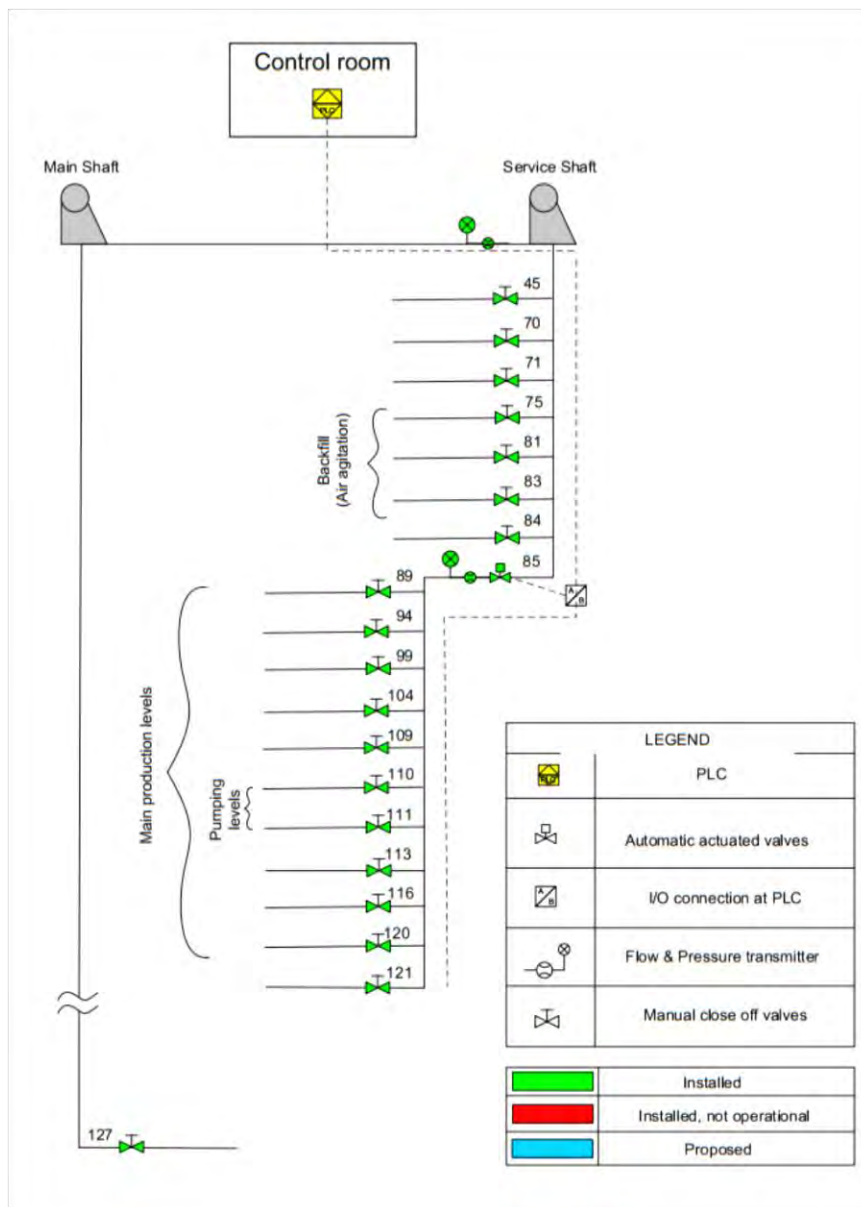 Control room
PLC
Main Shaft
Service Shaft
45
70
71
75
81
83
84
85
Backfill
(Air agitation)
89
94
99
104
109
110
111
113
116
120
121
Main production levels
Pumping
levels
A
B
127
LEGEND
PLC
PLC
Automatic actuated valves
A
B
I/O connection at PLC
Flow & Pressure transmitter
Manual close off valves
Installed
Installed, not operational
Proposed